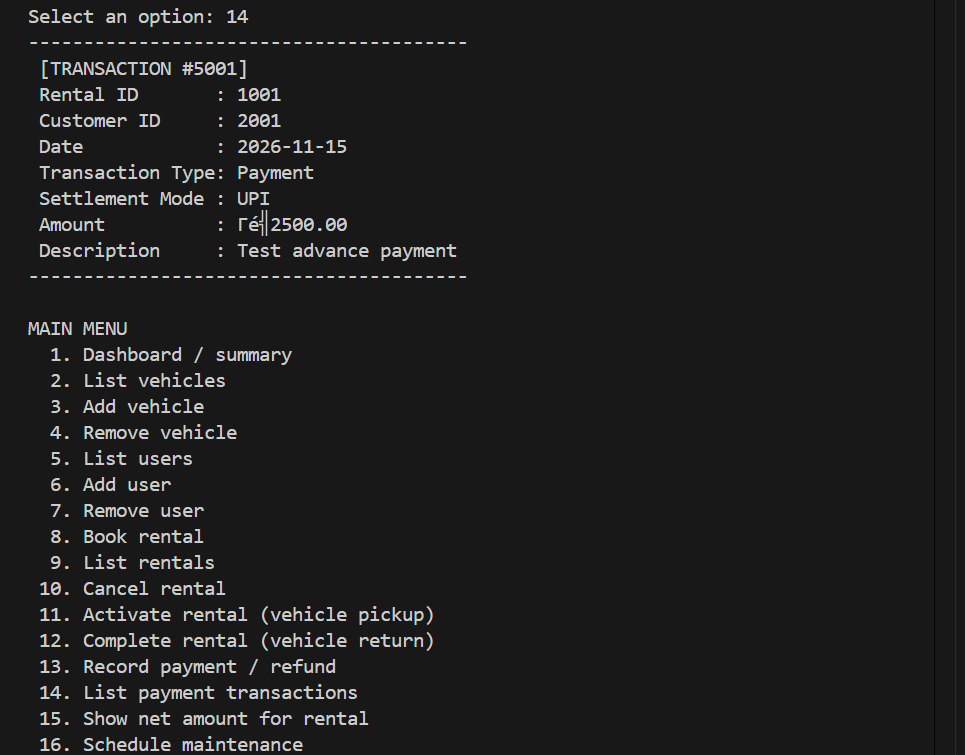 Select an option: 14
----------------------------------------
[TRANSACTION #5001]
Rental ID       : 1001
Customer ID     : 2001
Date            : 2026-11-15
Transaction Type: Payment
Settlement Mode : UPI
Amount          : Γé╣2500.00
Description     : Test advance payment
----------------------------------------
MAIN MENU
1. Dashboard / summary
2. List vehicles
3. Add vehicle
4. Remove vehicle
5. List users
6. Add user
7. Remove user
8. Book rental
9. List rentals
10. Cancel rental
11. Activate rental (vehicle pickup)
12. Complete rental (vehicle return)
13. Record payment / refund
14. List payment transactions
15. Show net amount for rental
16. Schedule maintenance